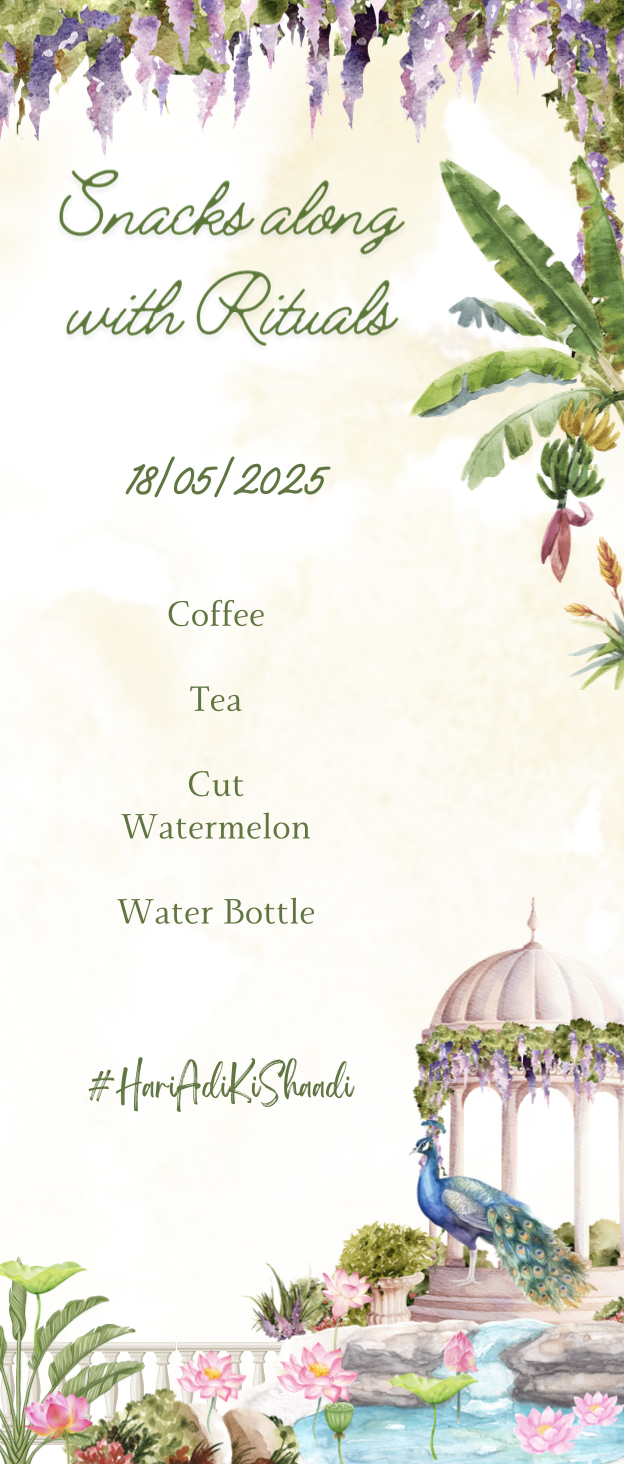 Snacks along
with Rituals
18/05/2025
Coffee
Tea
Cut
Watermelon
Water Bottle
#HariAdiKiShaadi